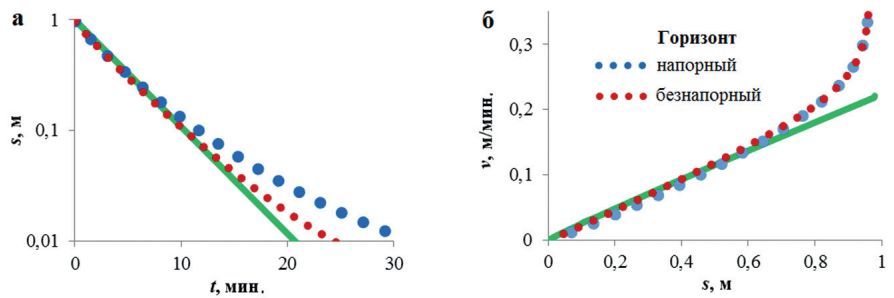 а
s, м
1
0,1
0,01
0
10
20
30
t, мин.
б
v, м/мин.
0,3
0,2
0,1
0
0
0,2
0,4
0,6
0,8
1
s, м
Горизонт
напорный
безнапорный